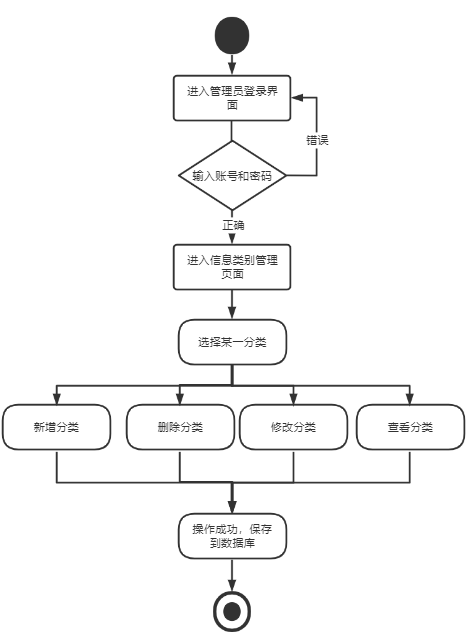 进入管理员登录界
面
错误
输入账号和密码
正确
进入信息类别管理
页面
选择某一分类
新增分类
删除分类
修改分类
查看分类
操作成功，保存
到数据库